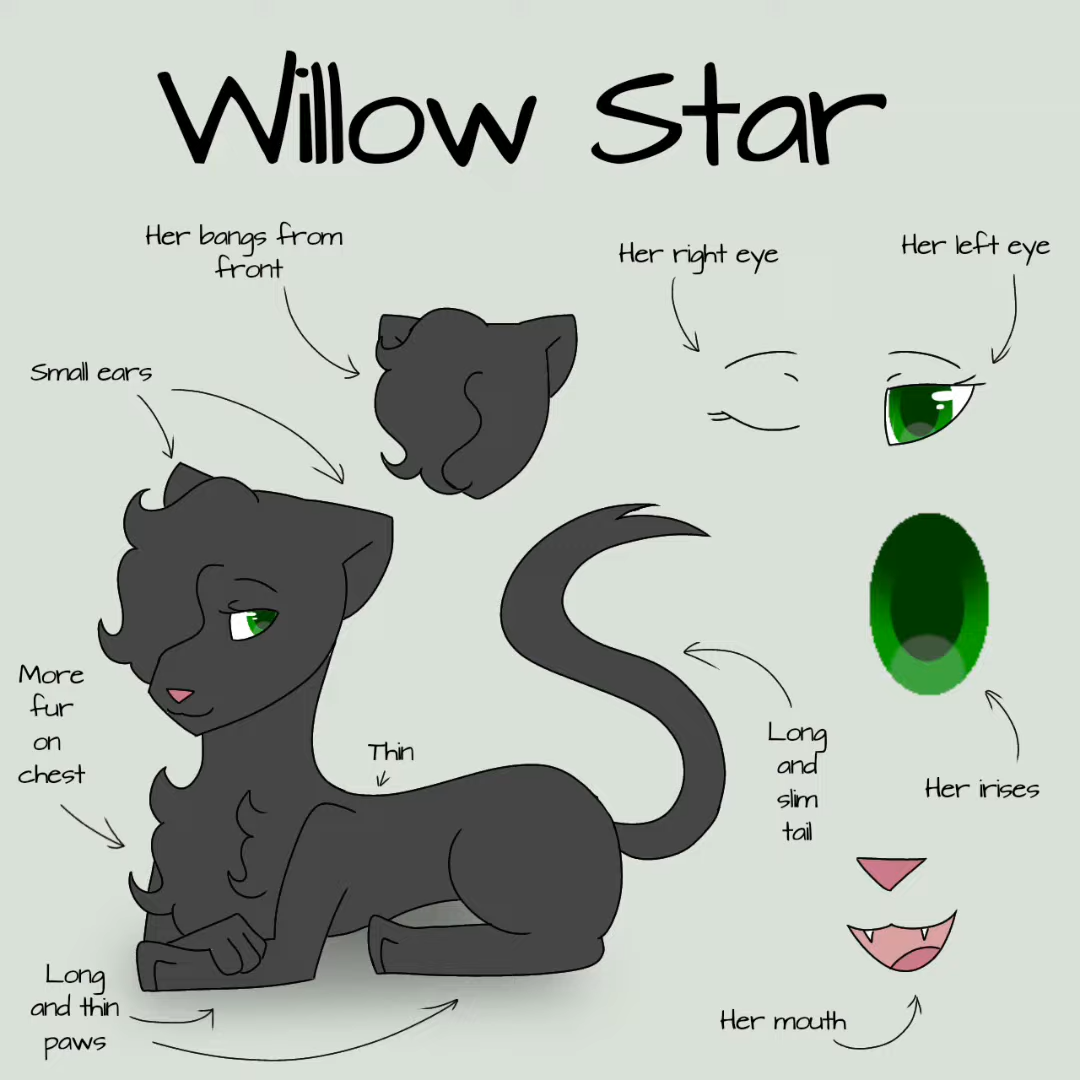 Willow Star
Her bangs from
front
Her right eye
Her left eye
Small ears
More
fur
on
chest
Thin
Long
and
slim
tail
Her irises
Long
and thin
paws
Her mouth